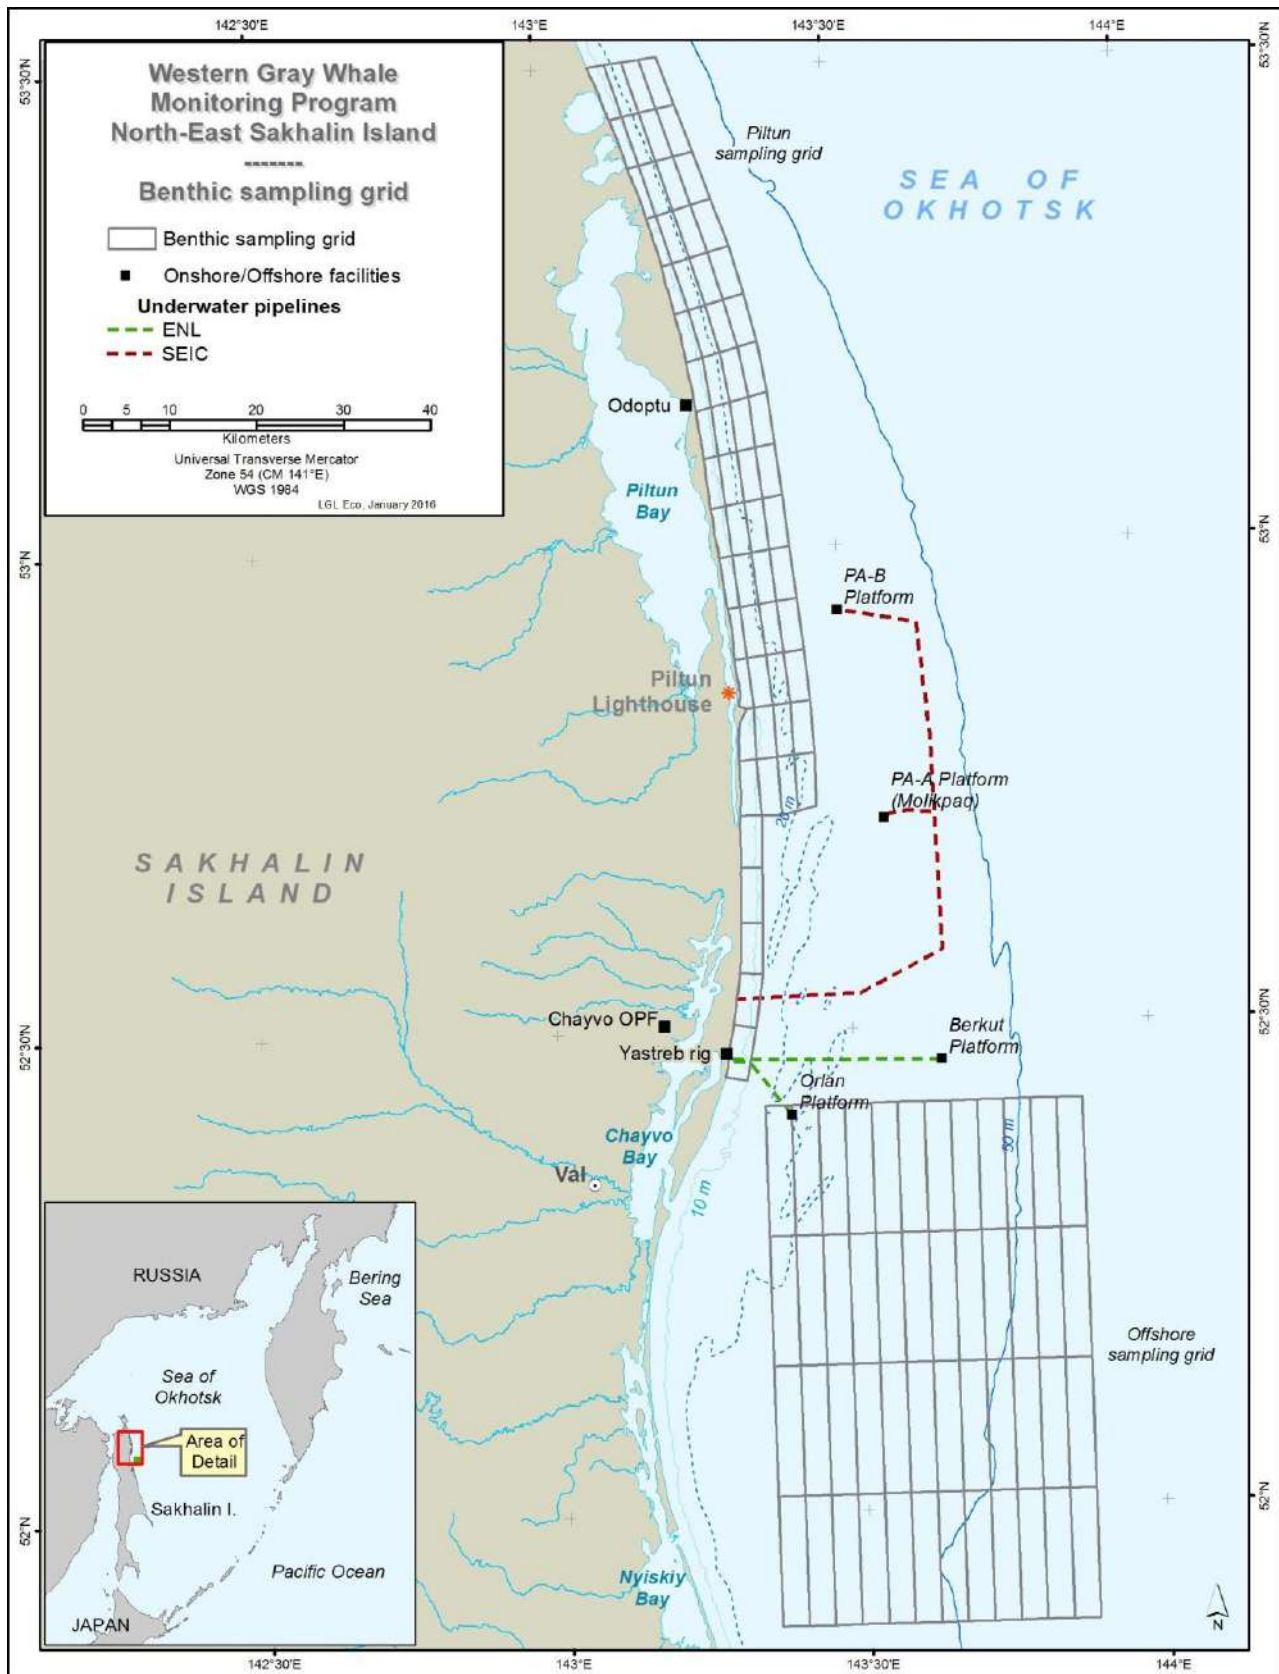 142°30'E
143°E
143°30'E
144°E
53°30'N
53°30'N
Western Gray Whale
Monitoring Program
North-East Sakhalin Island
-------
Benthic sampling grid
Benthic sampling grid
Onshore/Offshore facilities
Underwater pipelines
ENL
SEIC
0 5 10 20 30 40
Kilometers
Universal Transverse Mercator
Zone 54 (CM 141°E)
WGS 1984
LGL Eco, January 2016
Piltun
sampling grid
SEA OF
OKHOTSK
Odoptu
Piltun
Bay
53°N
53°N
PA-B
Platform
Piltun
Lighthouse
PA-A Platform
(Molikpaq)
20 m
SAKHALIN
ISLAND
Chayvo OPF
Yastreb rig
52°30'N
52°30'N
Berkut
Platform
Orlan
Platform
Chayvo
Bay
50 m
Val
10 m
RUSSIA
Bering
Sea
Sea of
Okhotsk
Area of
Detail
Sakhalin I.
Pacific Ocean
JAPAN
Offshore
sampling grid
52°N
52°N
Nyiskiy
Bay
N
142°30'E
143°E
143°30'E
144°E